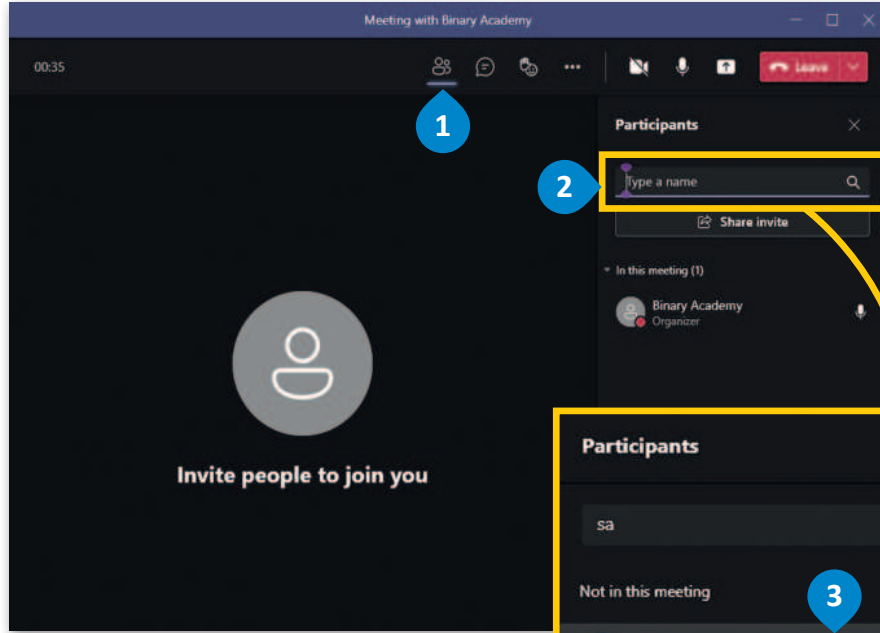 Meeting with Binary Academy
00:35
Leave
1
Participants
2
Type a name
Share invite
In this meeting (1)
Binary Academy
Organizer
Invite people to join you
Participants
sa
Not in this meeting
3